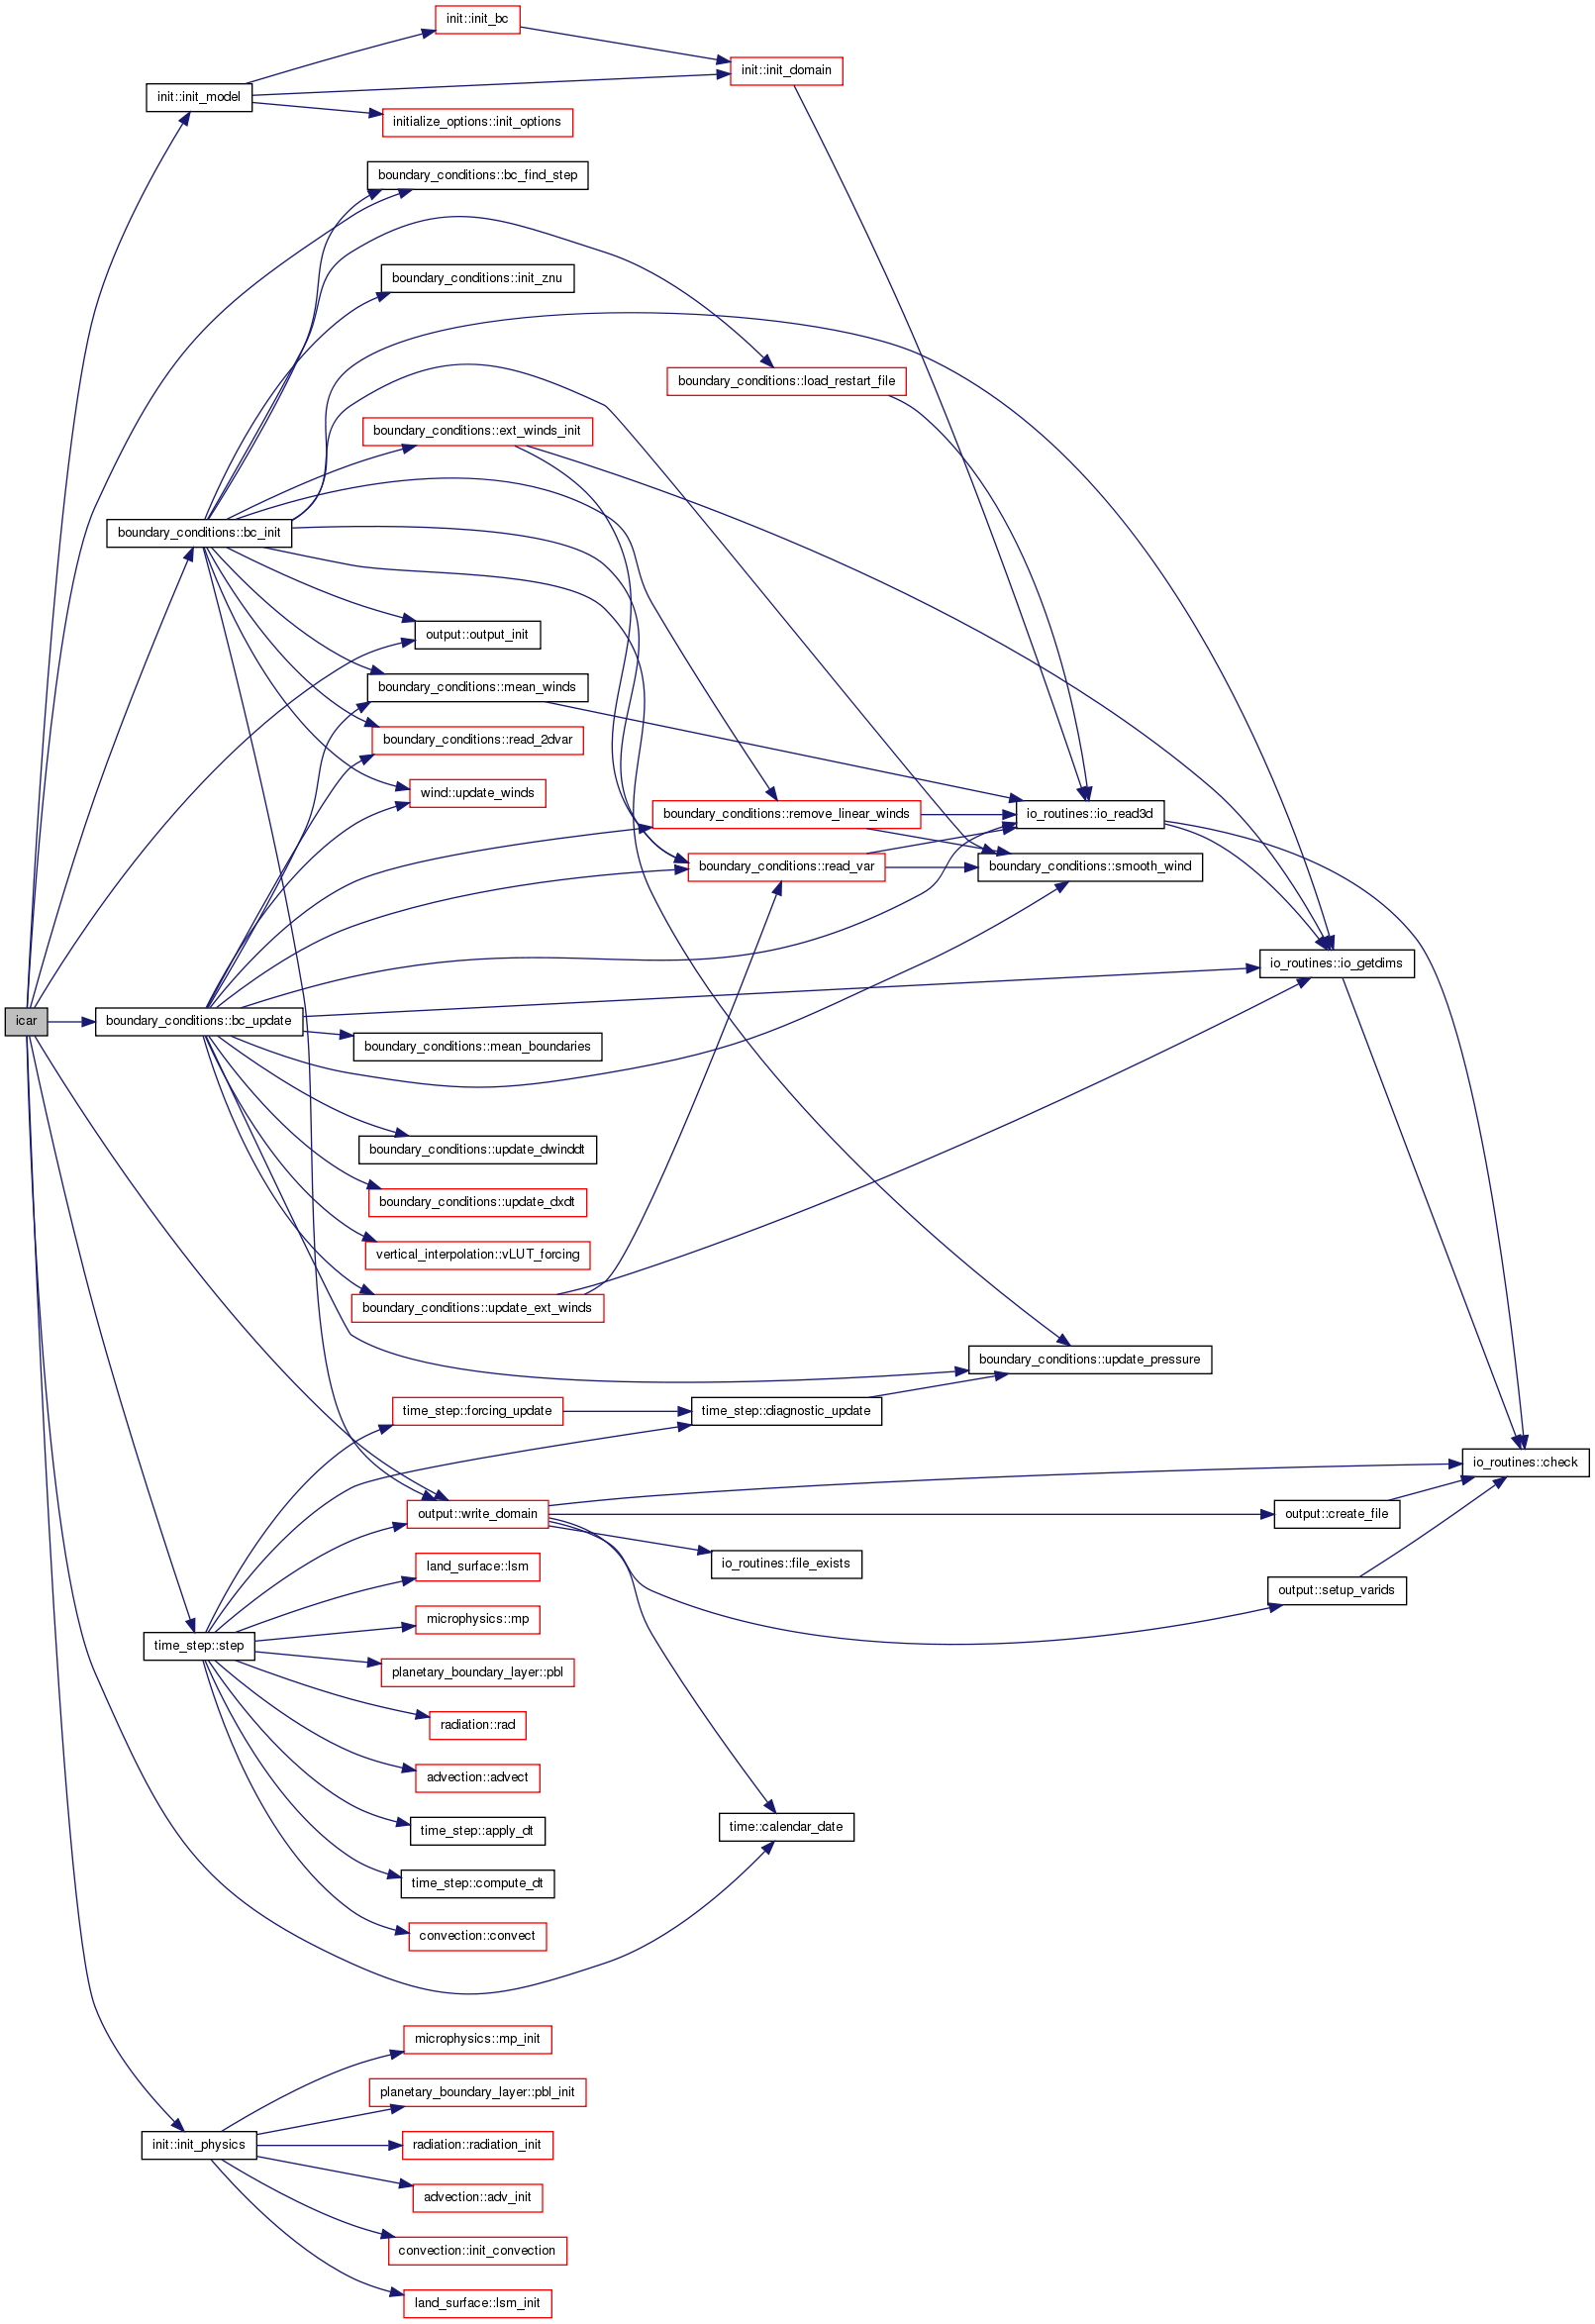 init::init_bc
init::init_domain
init::init_model
initialize_options::init_options
boundary_conditions::bc_find_step
boundary_conditions::init_znu
boundary_conditions::load_restart_file
boundary_conditions::ext_winds_init
boundary_conditions::bc_init
output::output_init
boundary_conditions::mean_winds
boundary_conditions::read_2dvar
wind::update_winds
boundary_conditions::remove_linear_winds
io_routines::io_read3d
boundary_conditions::read_var
boundary_conditions::smooth_wind
io_routines::io_getdims
icar
boundary_conditions::bc_update
boundary_conditions::mean_boundaries
boundary_conditions::update_dwinddt
boundary_conditions::update_dxdt
vertical_interpolation::vLUT_forcing
boundary_conditions::update_ext_winds
boundary_conditions::update_pressure
time_step::forcing_update
time_step::diagnostic_update
io_routines::check
output::write_domain
output::create_file
io_routines::file_exists
land_surface::lsm
output::setup_varids
microphysics::mp
time_step::step
planetary_boundary_layer::pbl
radiation::rad
advection::advect
time_step::apply_dt
time::calendar_date
time_step::compute_dt
convection::convect
microphysics::mp_init
planetary_boundary_layer::pbl_init
init::init_physics
radiation::radiation_init
advection::adv_init
convection::init_convection
land_surface::lsm_init